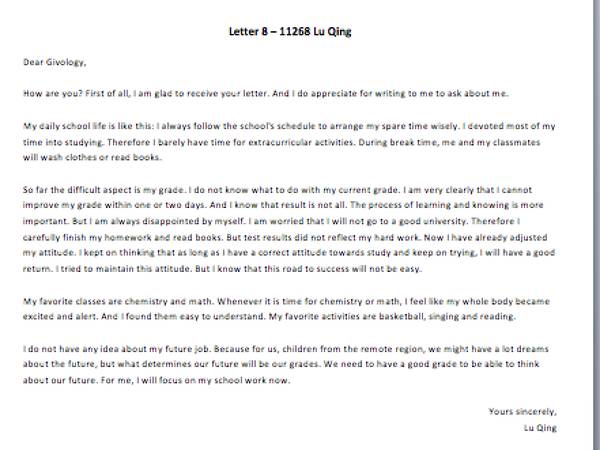 Letter 8 – 11268 Lu Qing
Dear Givology,
How are you? First of all, I am glad to receive your letter. And I do appreciate for writing to me to ask about me.
My daily school life is like this: I always follow the school's schedule to arrange my spare time wisely. I devoted most of my
time into studying. Therefore I barely have time for extracurricular activities. During break time, me and my classmates
will wash clothes or read books.
So far the difficult aspect is my grade. I do not know what to do with my current grade. I am very clearly that I cannot
improve my grade within one or two days. And I know that result is not all. The process of learning and knowing is more
important. But I am always disappointed by myself. I am worried that I will not go to a good university. Therefore I
carefully finish my homework and read books. But test results did not reflect my hard work. Now I have already adjusted
my attitude. I kept on thinking that as long as I have a correct attitude towards study and keep on trying, I will have a good
return. I tried to maintain this attitude. But I know that this road to success will not be easy.
My favorite classes are chemistry and math. Whenever it is time for chemistry or math, I feel like my whole body became
excited and alert. And I found them easy to understand. My favorite activities are basketball, singing and reading.
I do not have any idea about my future job. Because for us, children from the remote region, we might have a lot dreams
about the future, but what determines our future will be our grades. We need to have a good grade to be able to think
about our future. For me, I will focus on my school work now.
Yours sincerely,
Lu Qing